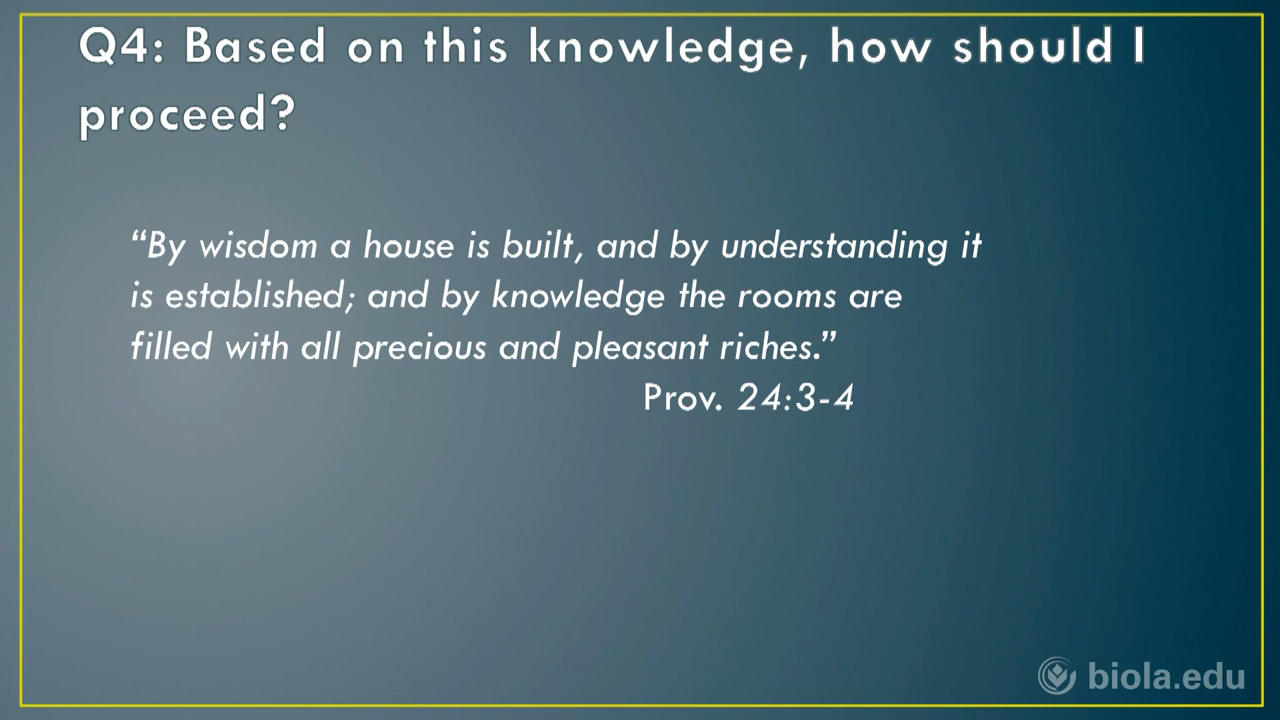 Q4: Based on this knowledge, how should I
proceed?
“By wisdom a house is built, and by understanding it
is established; and by knowledge the rooms are
filled with all precious and pleasant riches.”
Prov. 24:3-4
biola.edu